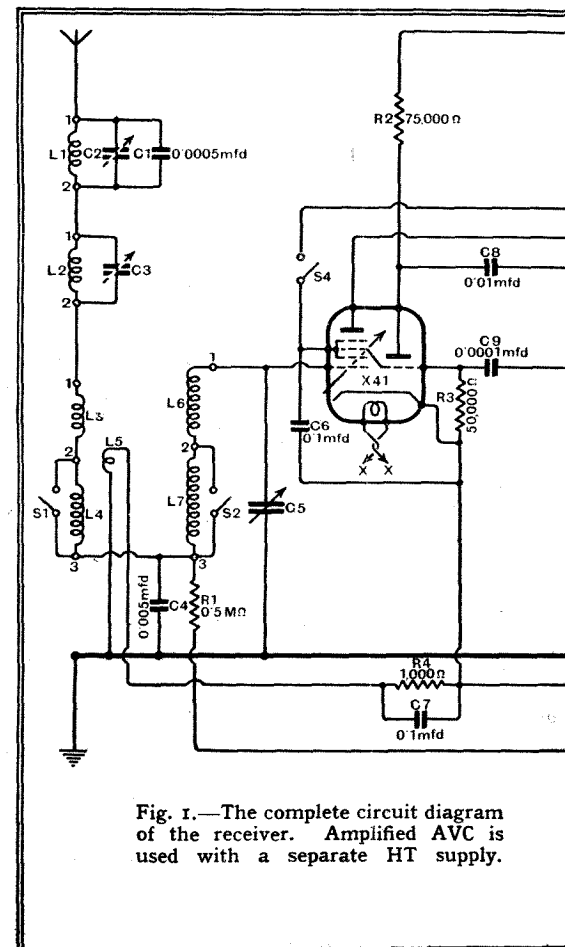 R2 75,000 Ω
1
L1 C2 C1 0'0005mfd
2
1
L2 C3
2
S4
C8
0'01mfd
C9
0'0001mfd
1
X41
R3
50,000 Ω
1
L3
L6
C6
0'1mfd
X X
2
L5
2
S1 L4
L7 S2
C5
3
3
0'005mfd
C4
R1
0'5MΩ
R4
1,000Ω
C7
0'1mfd
Fig. 1.—The complete circuit diagram
of the receiver. Amplified AVC is
used with a separate HT supply.